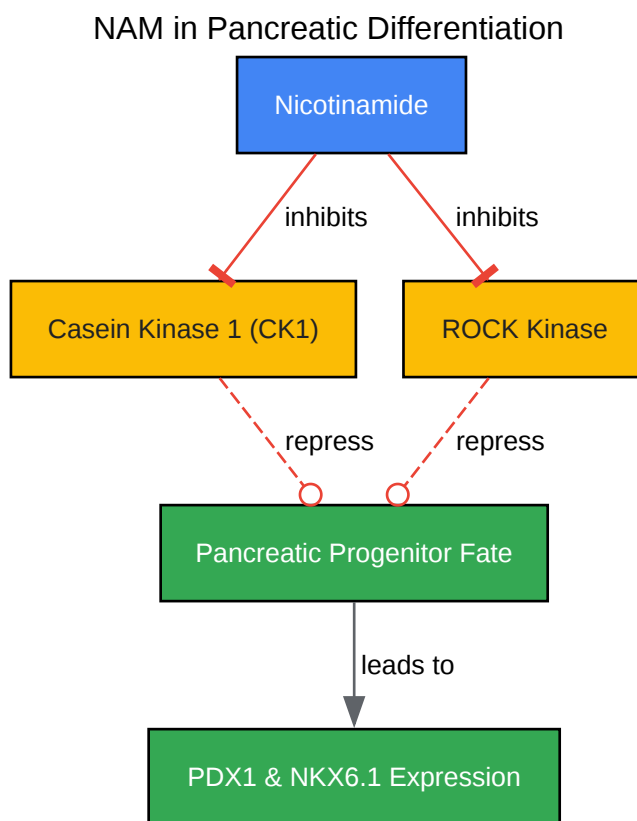 NAM in Pancreatic Differentiation
Nicotinamide
inhibits
inhibits
Casein Kinase 1 (CK1)
ROCK Kinase
repress
repress
Pancreatic Progenitor Fate
leads to
PDX1 & NKX6.1 Expression